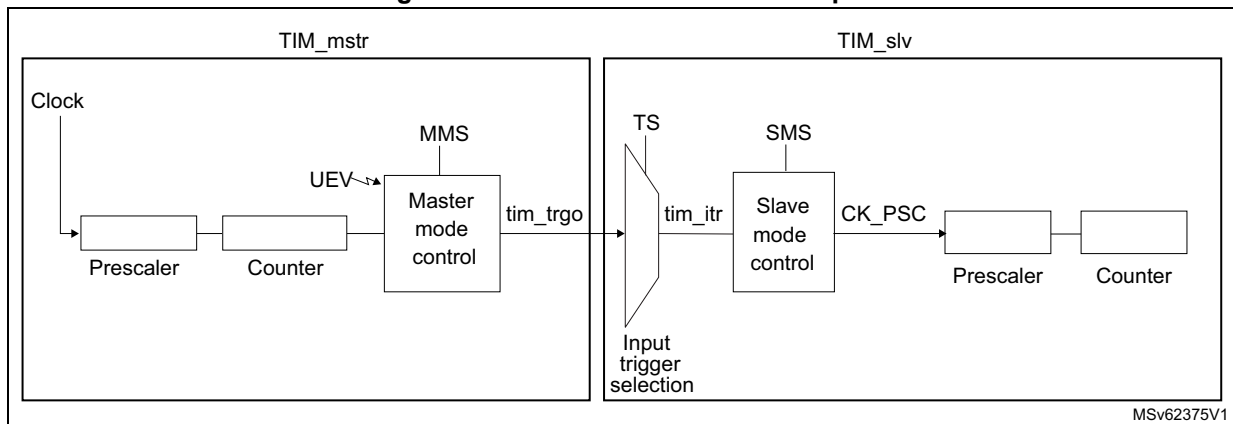 TIM_mstr
TIM_slv
Clock
MMS
TS
SMS
UEV
Master
mode
control
tim_trgo
tim_itr
Slave
mode
control
CK_PSC
Prescaler
Counter
Prescaler
Counter
Input
trigger
selection
MSv62375V1